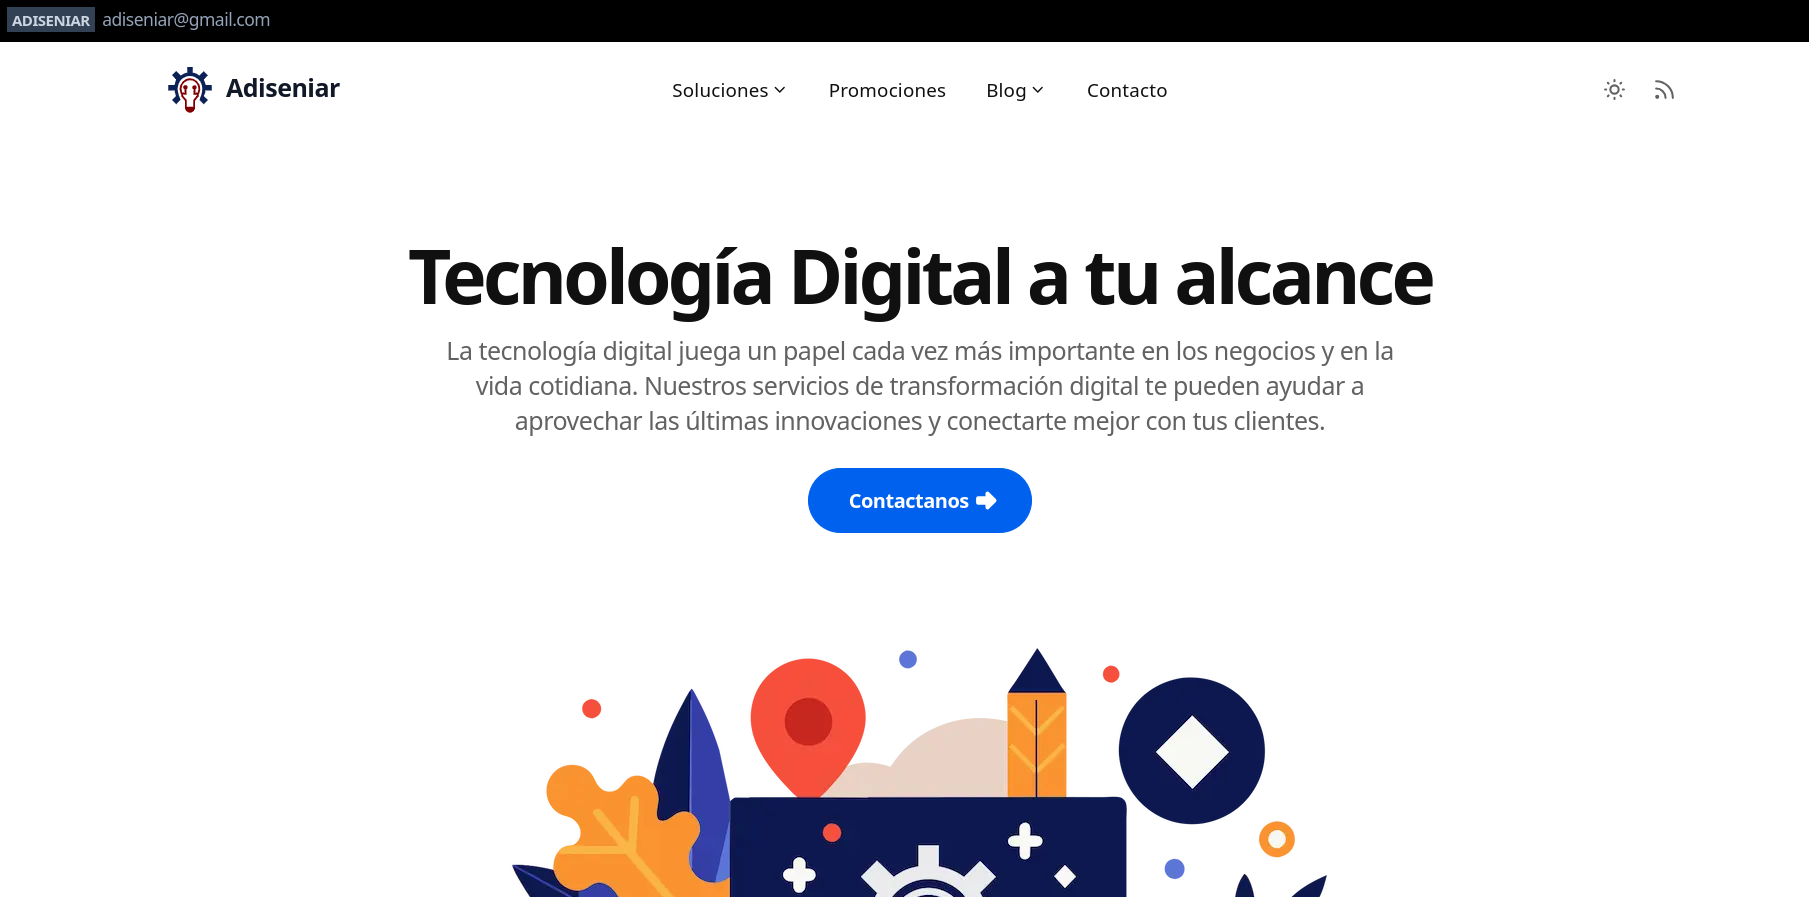 ADISENIAR adiseniar@gmail.com
Adiseniar
Soluciones
Promociones
Blog
Contacto
Tecnología Digital a tu alcance
La tecnología digital juega un papel cada vez más importante en los negocios y en la
vida cotidiana. Nuestros servicios de transformación digital te pueden ayudar a
aprovechar las últimas innovaciones y conectarte mejor con tus clientes.
Contactanos